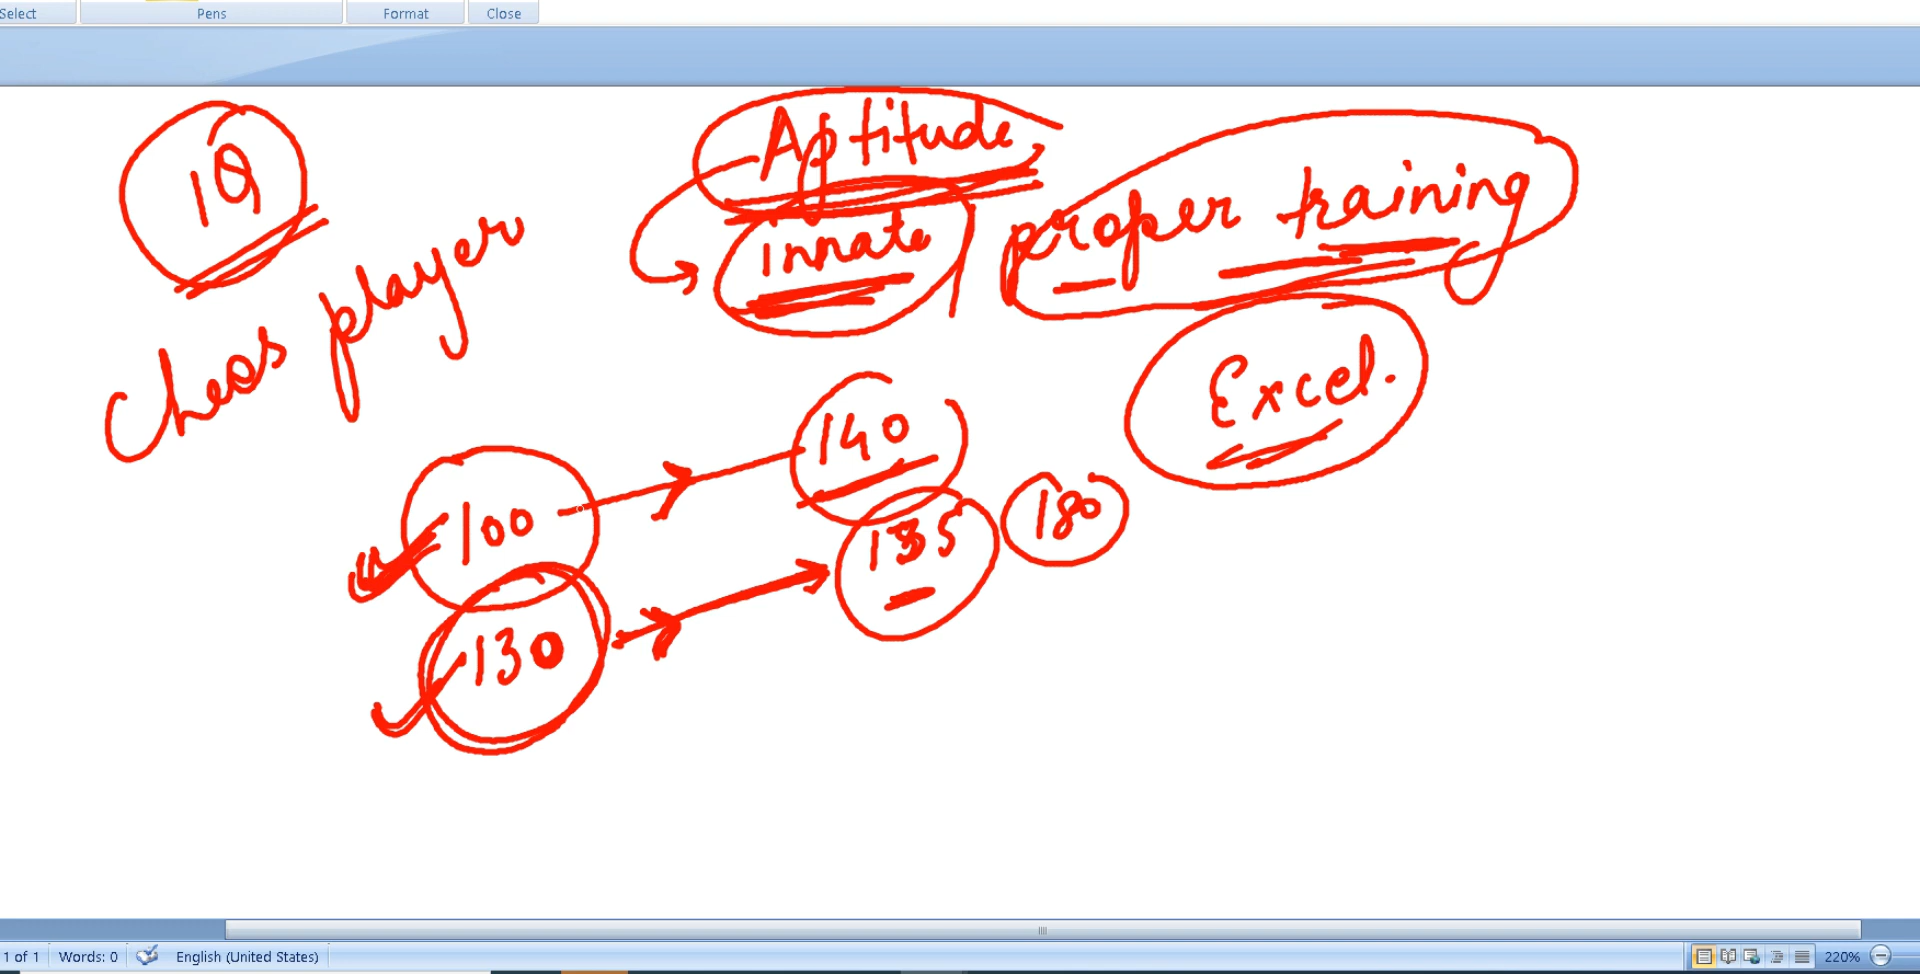 Select Pens Format Close
IQ
Aptitude
innate
proper training
Chess player
Excel.
140
100
135
180
130
1 of 1 Words: 0 English (United States) 220%